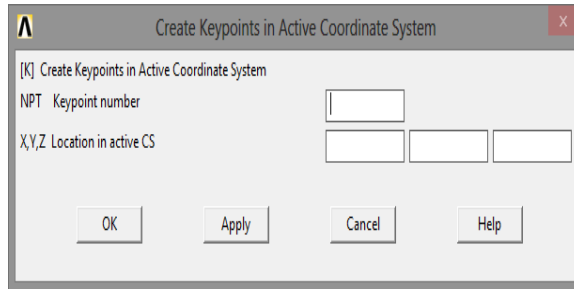 Create Keypoints in Active Coordinate System
[K] Create Keypoints in Active Coordinate System
NPT Keypoint number
X,Y,Z Location in active CS
OK Apply Cancel Help